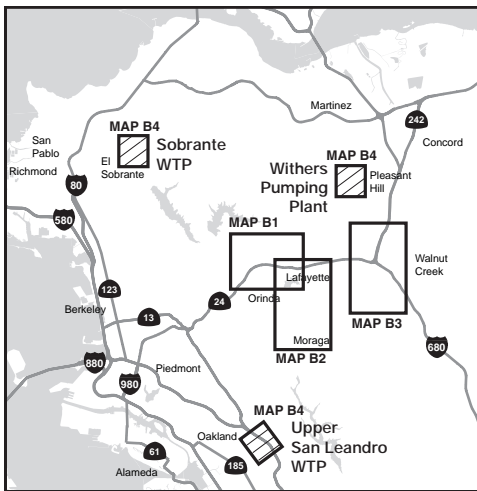 Martinez
242
MAP B4
Sobrante
WTP
San
Pablo
Richmond
El
Sobrante
Concord
MAP B4
Withers
Pumping
Plant
Pleasant
Hill
80
580
MAP B1
Walnut
Creek
Lafayette
123
24
Orinda
Berkeley
13
MAP B3
Moraga
MAP B2
680
880
980
Piedmont
MAP B4
Upper
San Leandro
WTP
Oakland
61
185
Alameda